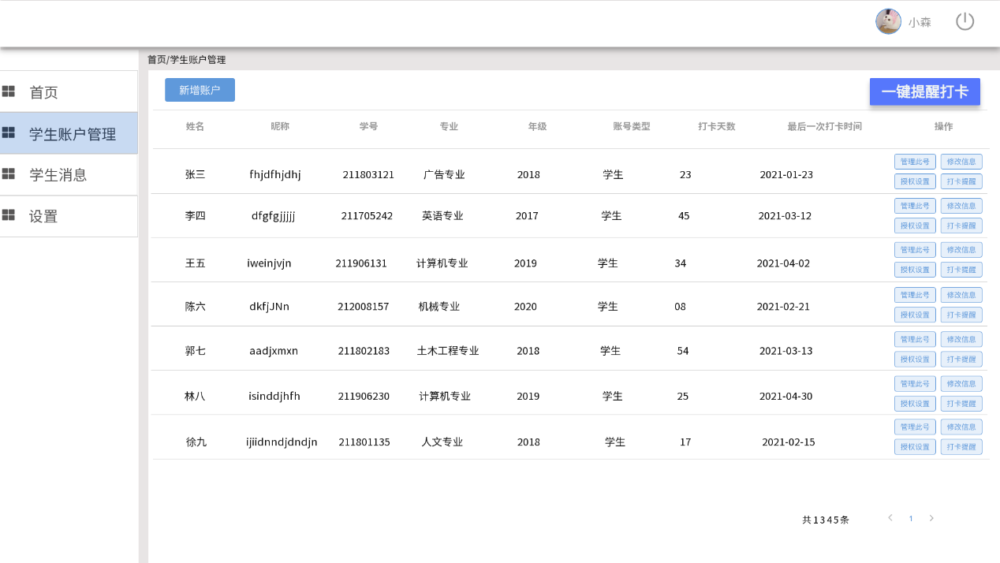 小森
首页/学生账户管理
首页
学生账户管理
学生消息
设置
新增账户
一键提醒打卡
姓名 昵称 学号 专业 年级 账号类型 打卡天数 最后一次打卡时间 操作
张三 fhjdfhjdhj 211803121 广告专业 2018 学生 23 2021-01-23 管理此号 修改信息
授权设置 打卡提醒
李四 dfgfgjjjjj 211705242 英语专业 2017 学生 45 2021-03-12 管理此号 修改信息
授权设置 打卡提醒
王五 iweinjvjn 211906131 计算机专业 2019 学生 34 2021-04-02 管理此号 修改信息
授权设置 打卡提醒
陈六 dkfjJNn 212008157 机械专业 2020 学生 08 2021-02-21 管理此号 修改信息
授权设置 打卡提醒
郭七 aadjxmxn 211802183 土木工程专业 2018 学生 54 2021-03-13 管理此号 修改信息
授权设置 打卡提醒
林八 isinddjhfh 211906230 计算机专业 2019 学生 25 2021-04-30 管理此号 修改信息
授权设置 打卡提醒
徐九 ijiidnndjdndjn 211801135 人文专业 2018 学生 17 2021-02-15 管理此号 修改信息
授权设置 打卡提醒
共1345条 < 1 >